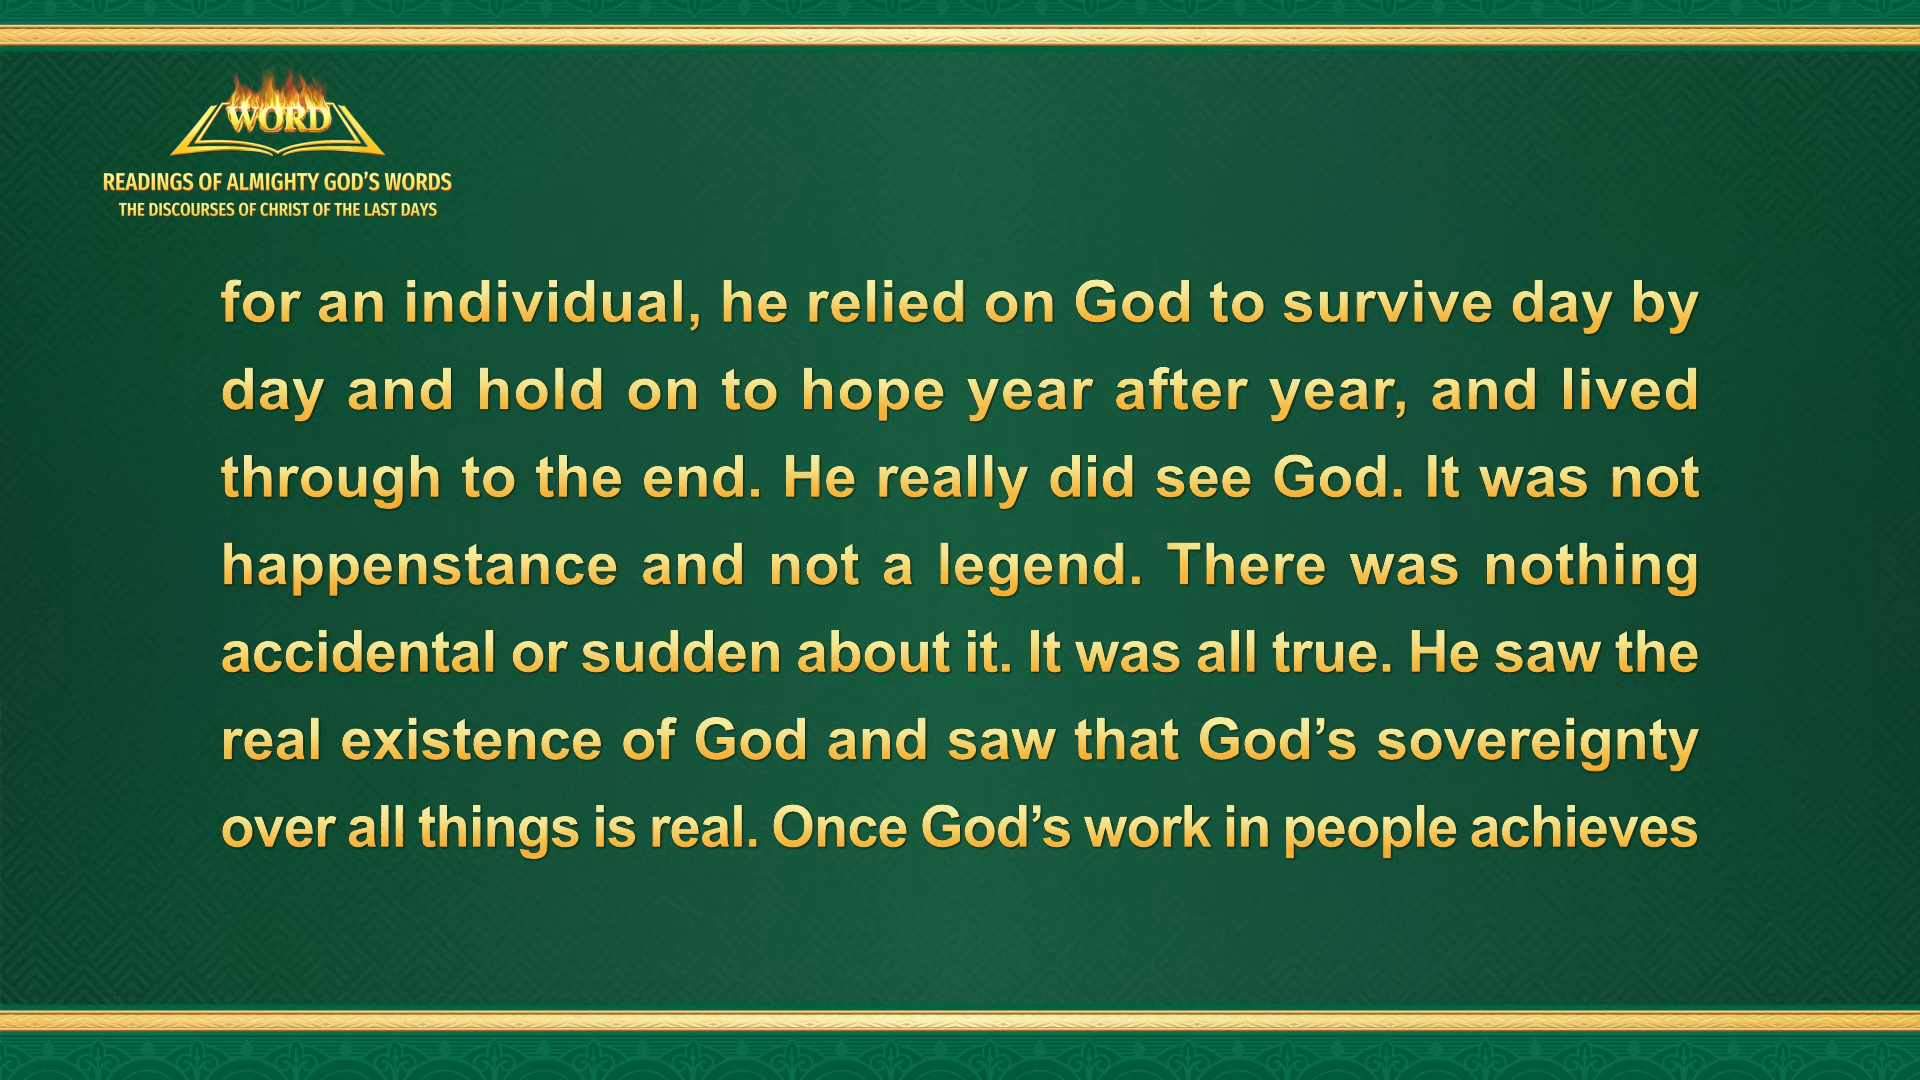 WORD
READINGS OF ALMIGHTY GOD’S WORDS
THE DISCOURSES OF CHRIST OF THE LAST DAYS
for an individual, he relied on God to survive day by
day and hold on to hope year after year, and lived
through to the end. He really did see God. It was not
happenstance and not a legend. There was nothing
accidental or sudden about it. It was all true. He saw the
real existence of God and saw that God’s sovereignty
over all things is real. Once God’s work in people achieves